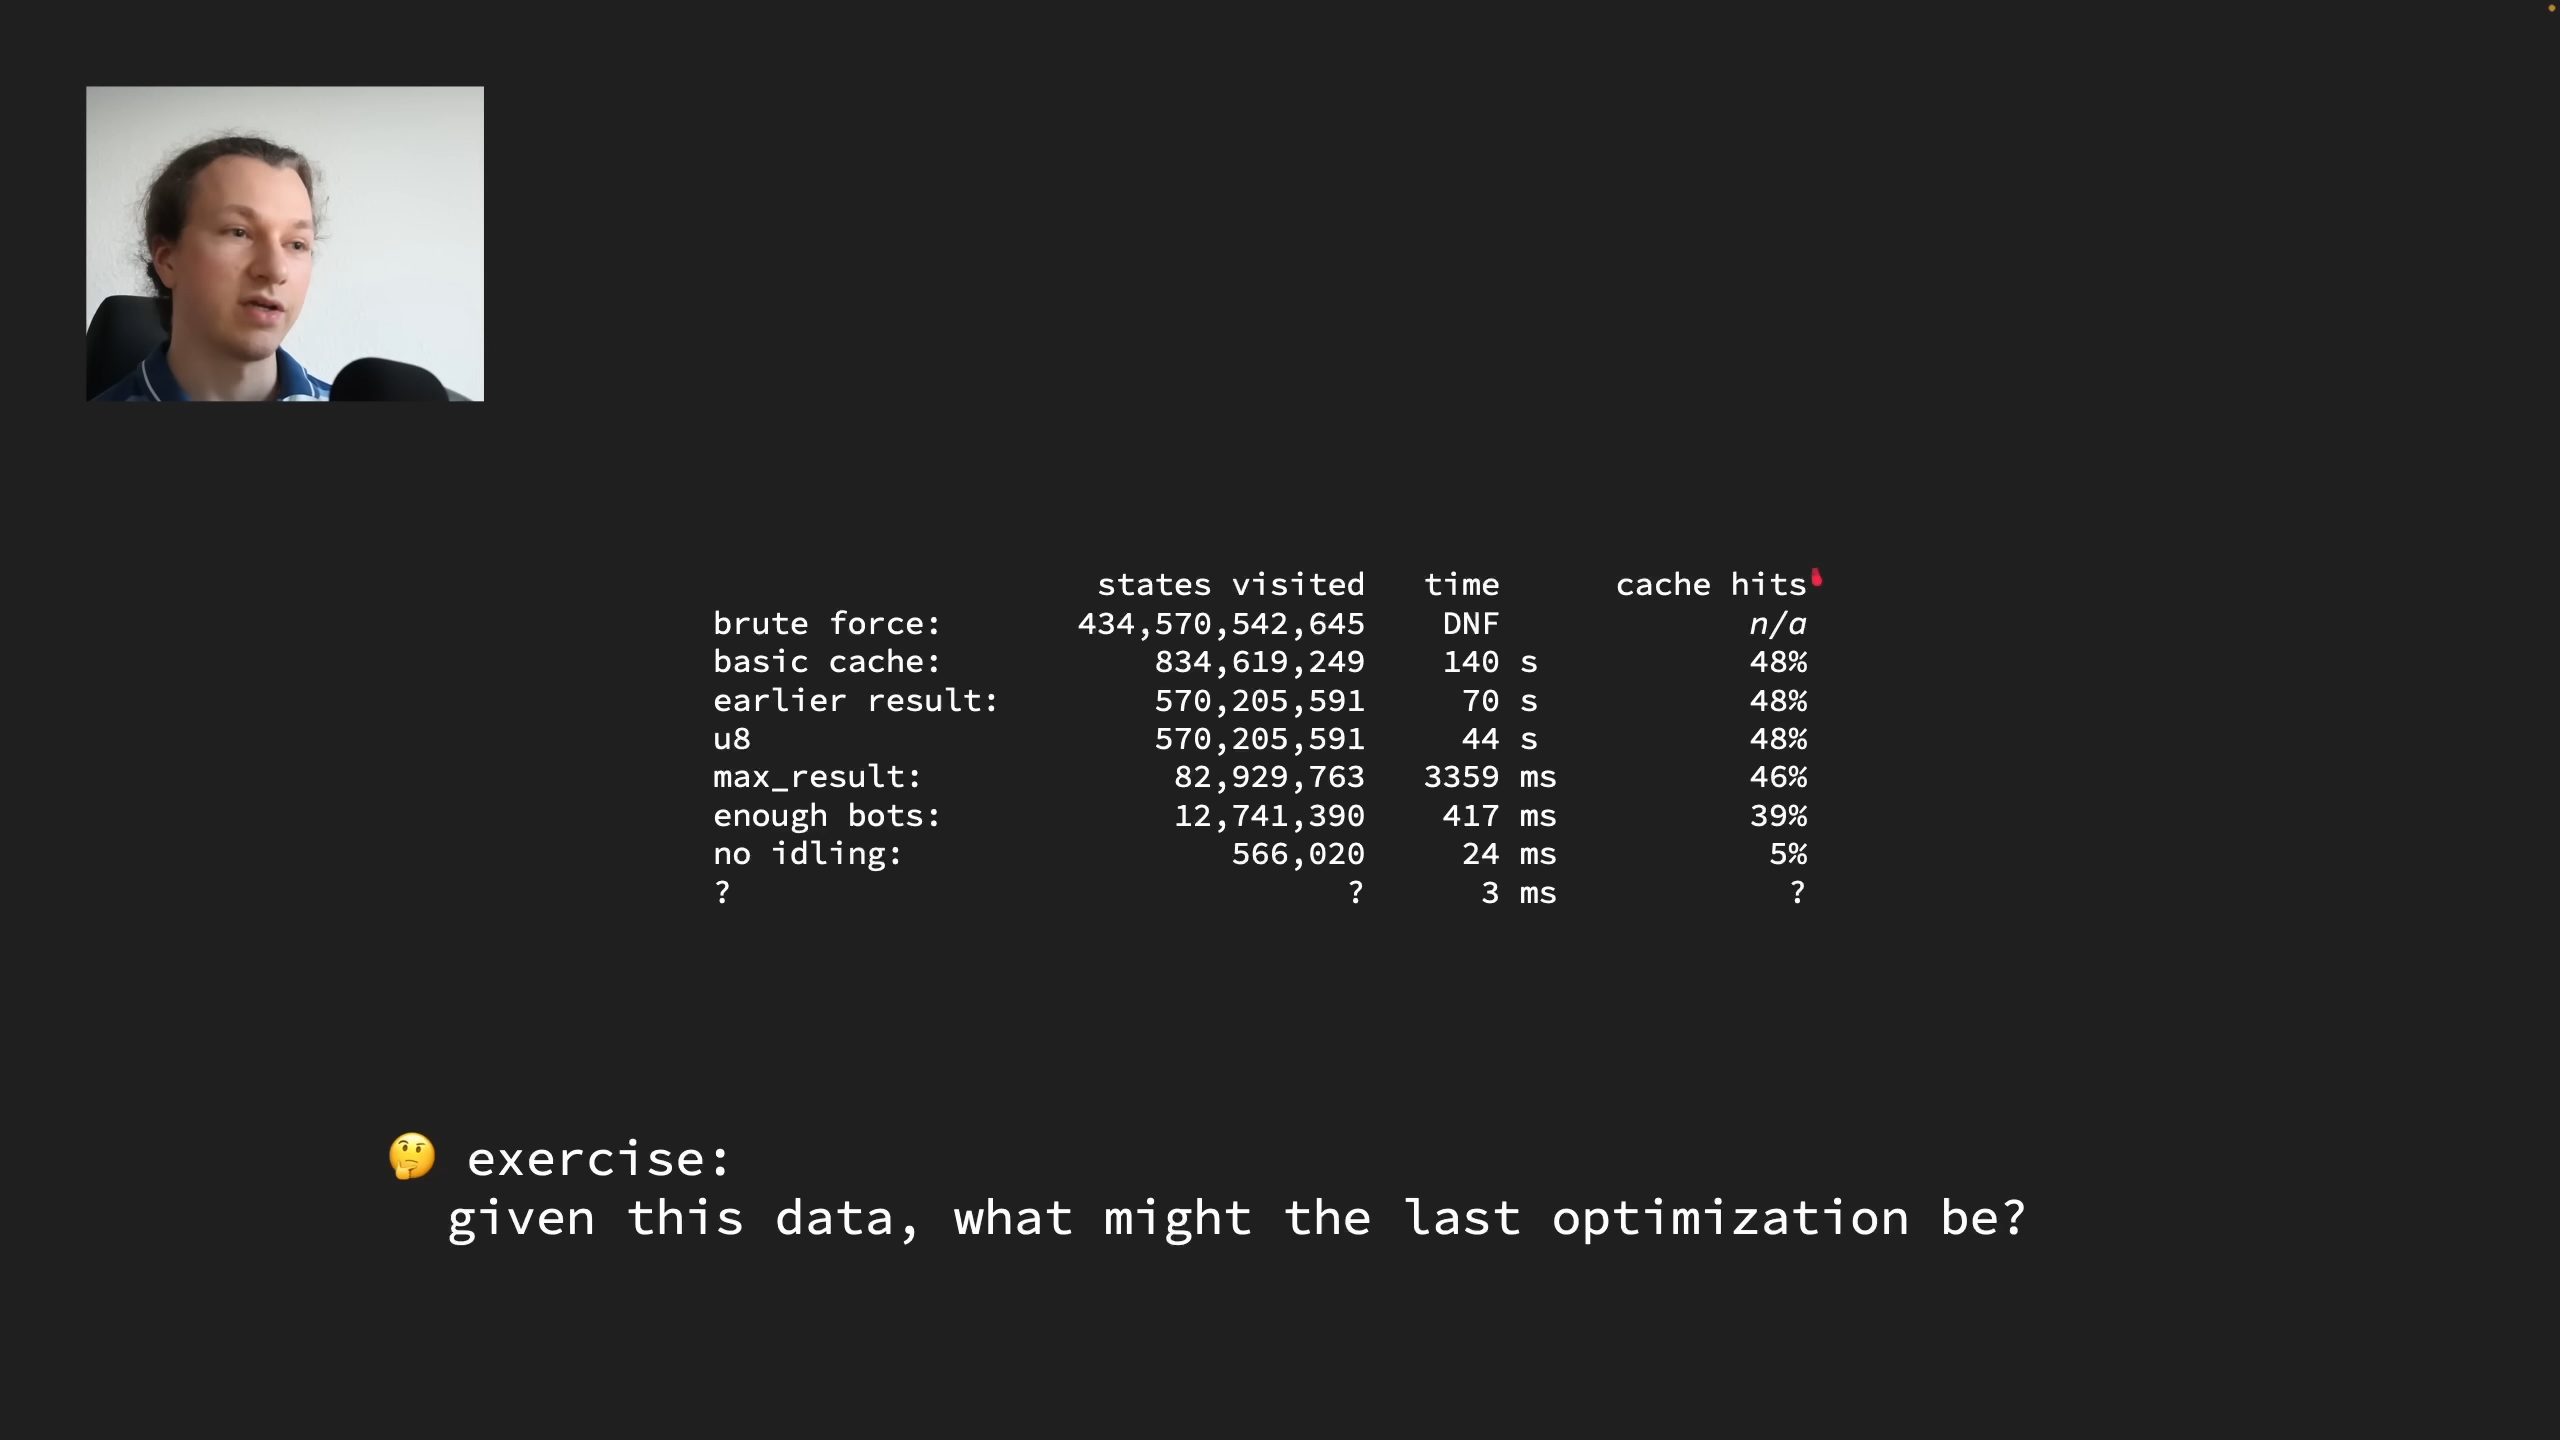 states visited time cache hits
brute force: 434,570,542,645 DNF n/a
basic cache: 834,619,249 140 s 48%
earlier result: 570,205,591 70 s 48%
u8 570,205,591 44 s 48%
max_result: 82,929,763 3359 ms 46%
enough bots: 12,741,390 417 ms 39%
no idling: 566,020 24 ms 5%
? ? 3 ms ?
🤔 exercise:
given this data, what might the last optimization be?